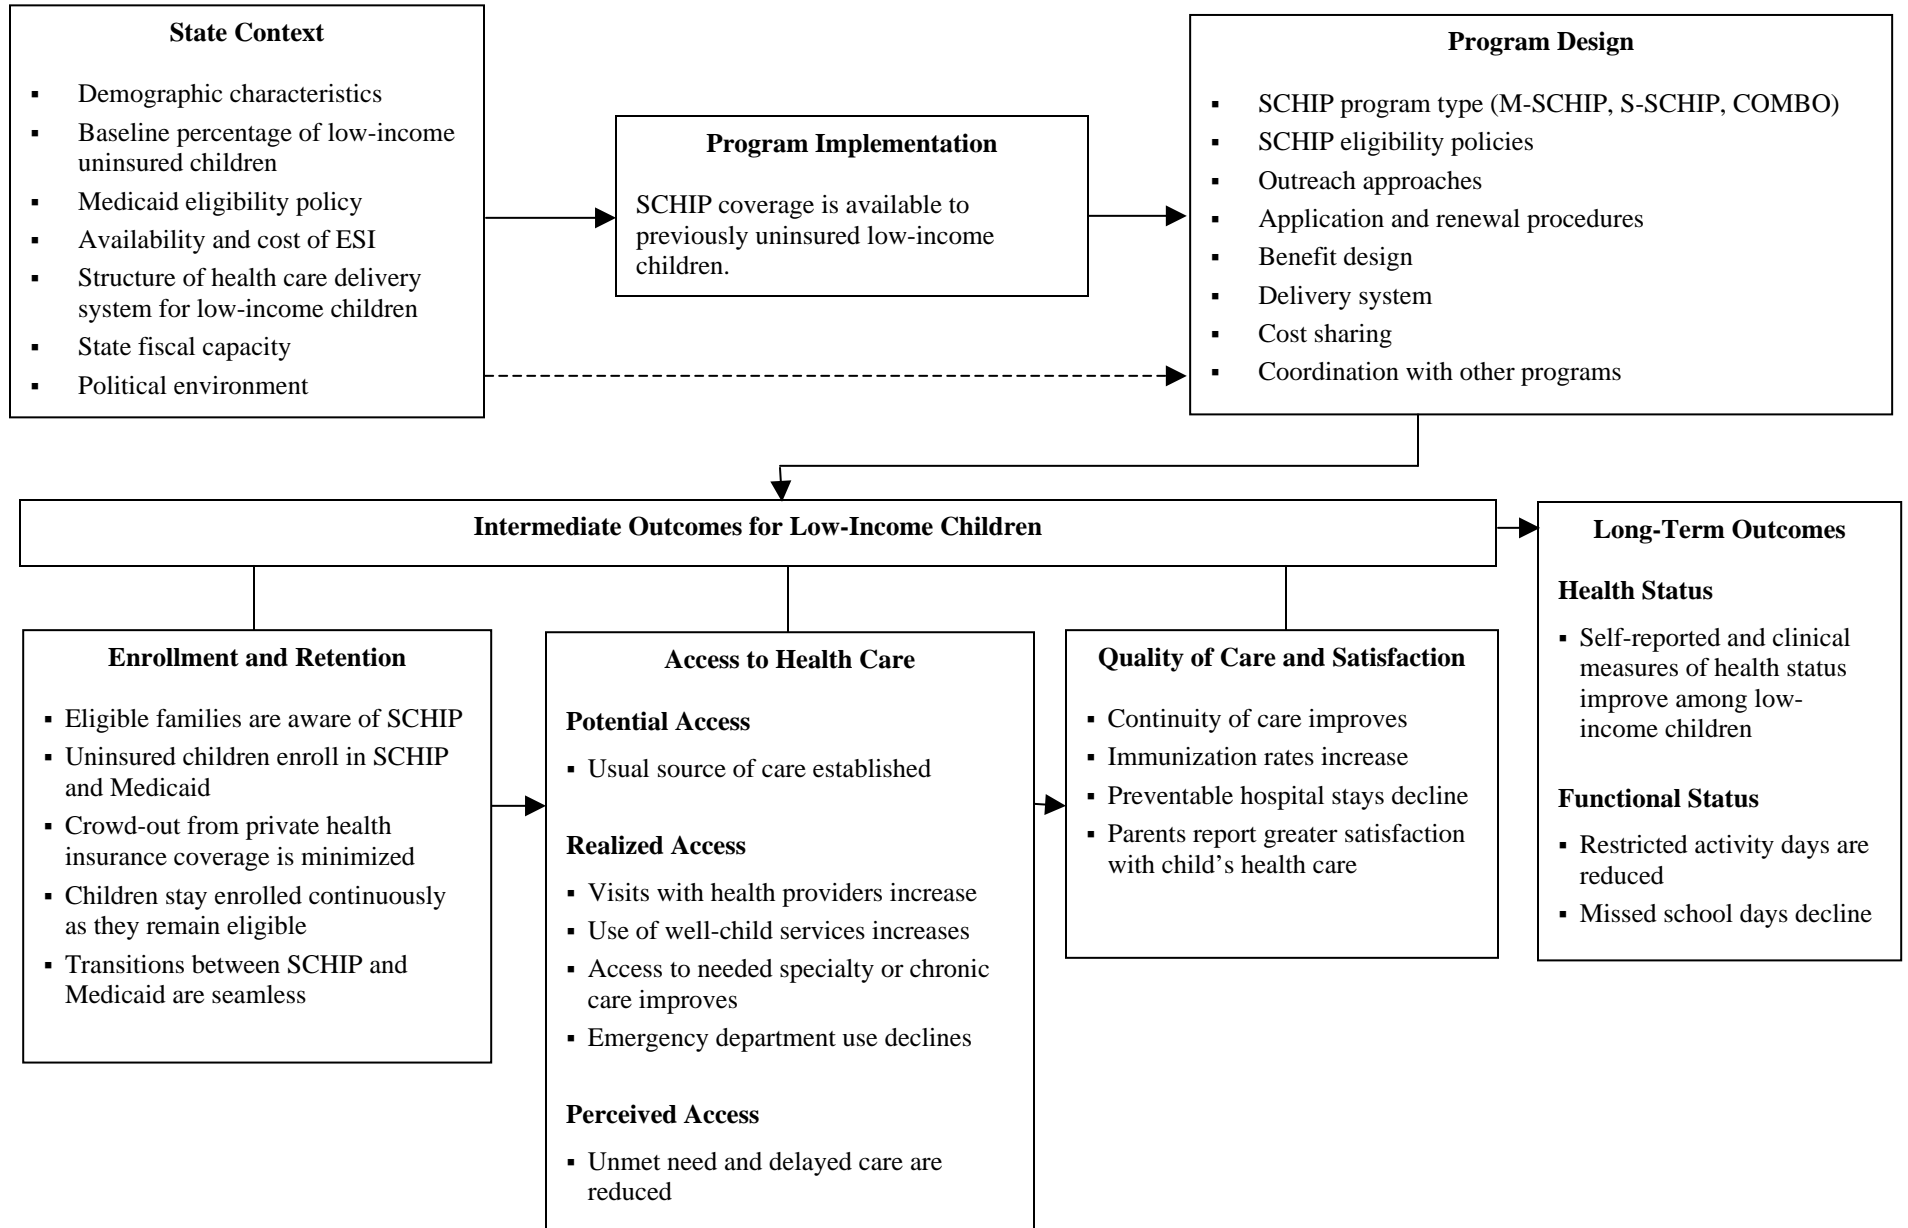 State Context
▪ Demographic characteristics
▪ Baseline percentage of low-income
uninsured children
▪ Medicaid eligibility policy
▪ Availability and cost of ESI
▪ Structure of health care delivery
system for low-income children
▪ State fiscal capacity
▪ Political environment
Program Implementation
SCHIP coverage is available to
previously uninsured low-income
children.
Program Design
▪ SCHIP program type (M-SCHIP, S-SCHIP, COMBO)
▪ SCHIP eligibility policies
▪ Outreach approaches
▪ Application and renewal procedures
▪ Benefit design
▪ Delivery system
▪ Cost sharing
▪ Coordination with other programs
Intermediate Outcomes for Low-Income Children
Enrollment and Retention
▪ Eligible families are aware of SCHIP
▪ Uninsured children enroll in SCHIP
and Medicaid
▪ Crowd-out from private health
insurance coverage is minimized
▪ Children stay enrolled continuously
as they remain eligible
▪ Transitions between SCHIP and
Medicaid are seamless
Access to Health Care
Potential Access
▪ Usual source of care established
Realized Access
▪ Visits with health providers increase
▪ Use of well-child services increases
▪ Access to needed specialty or chronic
care improves
▪ Emergency department use declines
Perceived Access
▪ Unmet need and delayed care are
reduced
Quality of Care and Satisfaction
▪ Continuity of care improves
▪ Immunization rates increase
▪ Preventable hospital stays decline
▪ Parents report greater satisfaction
with child’s health care
Long-Term Outcomes
Health Status
▪ Self-reported and clinical
measures of health status
improve among low-
income children
Functional Status
▪ Restricted activity days are
reduced
▪ Missed school days decline